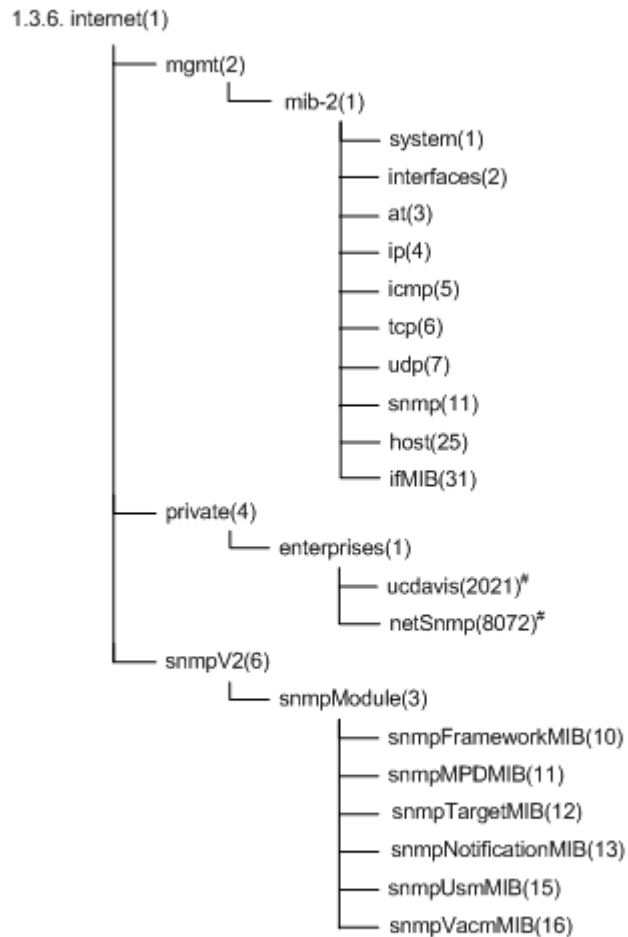 1.3.6. internet(1)
mgmt(2)
mib-2(1)
system(1)
interfaces(2)
at(3)
ip(4)
icmp(5)
tcp(6)
udp(7)
snmp(11)
host(25)
ifMIB(31)
private(4)
enterprises(1)
ucdavis(2021)#
netSnmp(8072)#
snmpV2(6)
snmpModule(3)
snmpFrameworkMIB(10)
snmpMPDMIB(11)
snmpTargetMIB(12)
snmpNotificationMIB(13)
snmpUsmMIB(15)
snmpVacmMIB(16)